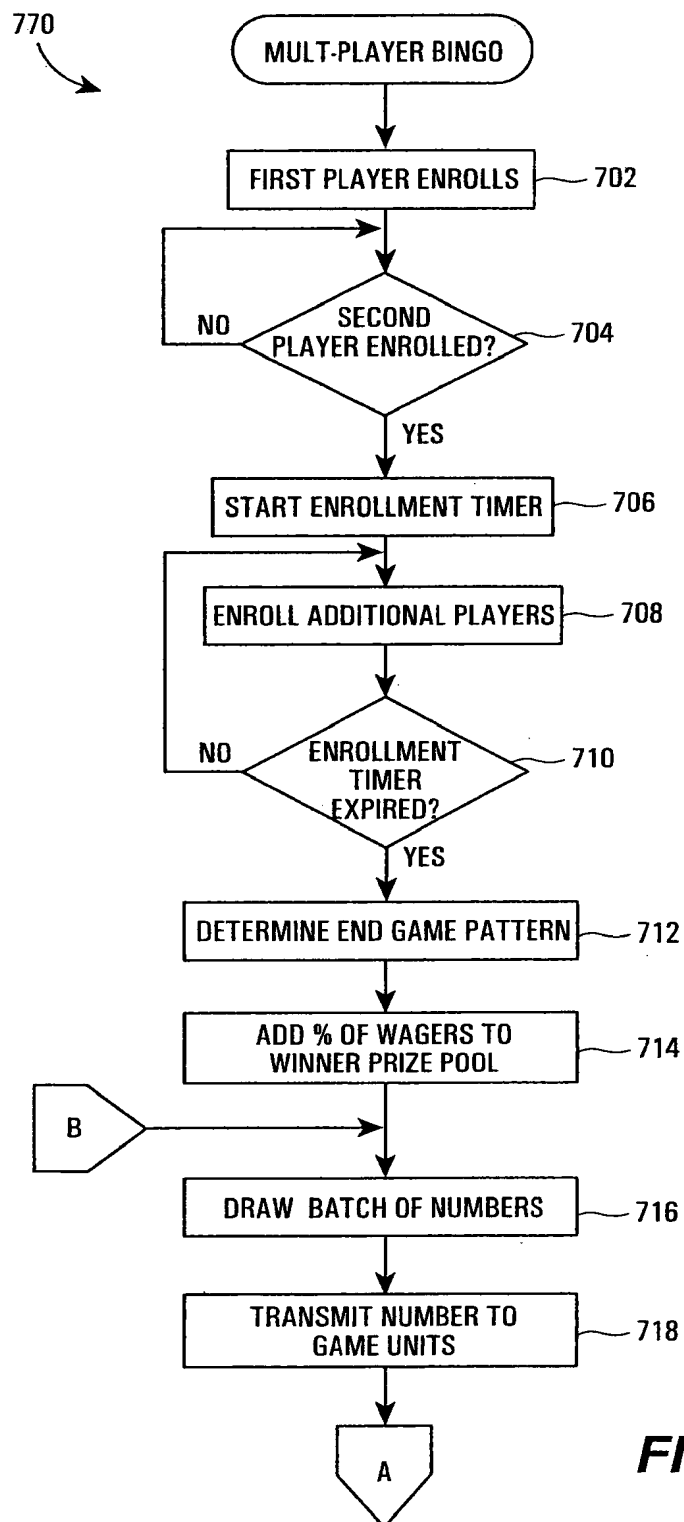 770
MULT-PLAYER BINGO
FIRST PLAYER ENROLLS
702
SECOND
PLAYER ENROLLED?
704
NO
YES
START ENROLLMENT TIMER
706
ENROLL ADDITIONAL PLAYERS
708
ENROLLMENT
TIMER
EXPIRED?
710
NO
YES
DETERMINE END GAME PATTERN
712
ADD % OF WAGERS TO
WINNER PRIZE POOL
714
B
DRAW BATCH OF NUMBERS
716
TRANSMIT NUMBER TO
GAME UNITS
718
A